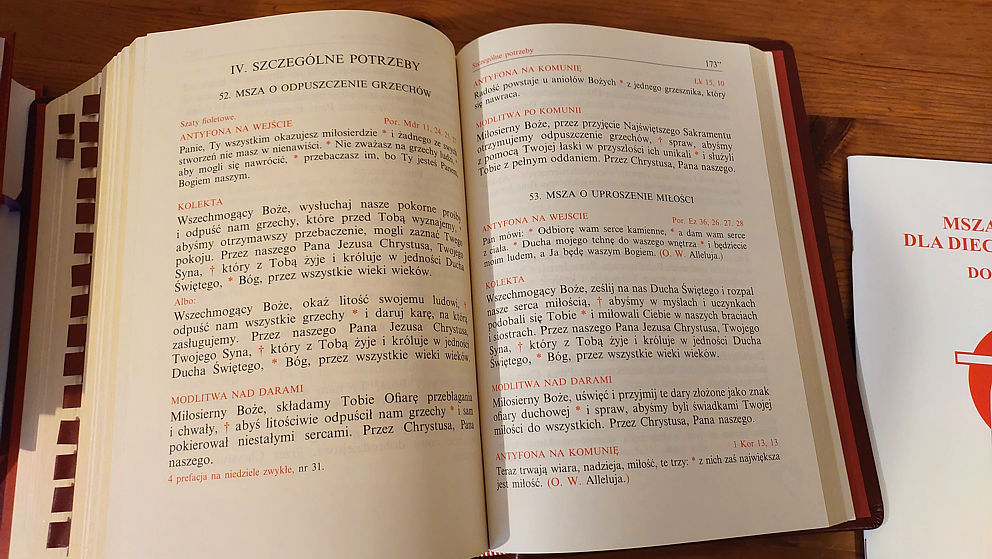 IV. SZCZEGÓLNE POTRZEBY
52. MSZA O ODPUSZCZENIE GRZECHÓW
Szaty fioletowe.
ANTYFONA NA WEJŚCIE Por. Mdr 11, 24.
Panie, Ty wszystkim okazujesz miłosierdzie * i żadnego ze swych
stworzeń nie masz w nienawiści. * Nie zważasz na grzechy ludzi, *
aby mogli się nawrócić, * przebaczasz im, bo Ty jesteś Panem,
Bogiem naszym.
KOLEKTA
Wszechmogący Boże, wysłuchaj nasze pokorne prośby
i odpuść nam grzechy, które przed Tobą wyznajemy, *
abyśmy otrzymawszy przebaczenie, mogli zaznać Twego
pokoju. Przez naszego Pana Jezusa Chrystusa, Twojego
Syna, † który z Tobą żyje i króluje w jedności Ducha
Świętego, * Bóg, przez wszystkie wieki wieków.
Albo:
Wszechmogący Boże, okaż litość swojemu ludowi, †
odpuść nam wszystkie grzechy * i daruj karę, na którą
zasługujemy. Przez naszego Pana Jezusa Chrystusa,
Twojego Syna, † który z Tobą żyje i króluje w jedności
Ducha Świętego, * Bóg, przez wszystkie wieki wieków.
MODLITWA NAD DARAMI
Miłosierny Boże, składamy Tobie Ofiarę przebłagania
i chwały, † abyś litościwie odpuścił nam grzechy * i sam
pokierował niestałymi sercami. Przez Chrystusa, Pana
naszego.
4 prefacja na niedziele zwykłe, nr 31.
Szczególne potrzeby 173”
ANTYFONA NA KOMUNIĘ Łk 15, 10
Radość powstaje u aniołów Bożych * z jednego grzesznika, który
się nawraca.
MODLITWA PO KOMUNII
Miłosierny Boże, przez przyjęcie Najświętszego Sakramentu
otrzymujemy odpuszczenie grzechów, † spraw, abyśmy
z pomocą Twojej łaski w przyszłości ich unikali * i służyli
Tobie z pełnym oddaniem. Przez Chrystusa, Pana naszego.
53. MSZA O UPROSZENIE MIŁOŚCI
ANTYFONA NA WEJŚCIE Por. Ez 36, 26. 27. 28
Pan mówi: * Odbiorę wam serce kamienne, * a dam wam serce
z ciała. * Ducha mojego tchnę do waszego wnętrza * i będziecie
moim ludem, a Ja będę waszym Bogiem. (O. W. Alleluja.)
KOLEKTA
Wszechmogący Boże, ześlij na nas Ducha Świętego i rozpal
nasze serca miłością, † abyśmy w myślach i uczynkach
podobali się Tobie * i miłowali Ciebie w naszych braciach
i siostrach. Przez naszego Pana Jezusa Chrystusa, Twojego
Syna, † który z Tobą żyje i króluje w jedności Ducha
Świętego, * Bóg, przez wszystkie wieki wieków.
MODLITWA NAD DARAMI
Miłosierny Boże, uświęć i przyjmij te dary złożone jako znak
ofiary duchowej * i spraw, abyśmy byli świadkami Twojej
miłości do wszystkich. Przez Chrystusa, Pana naszego.
ANTYFONA NA KOMUNIĘ 1 Kor 13, 13
Teraz trwają wiara, nadzieja, miłość, te trzy: * z nich zaś największa
jest miłość. (O. W. Alleluja.)
MSZA
DLA DIEC
DO